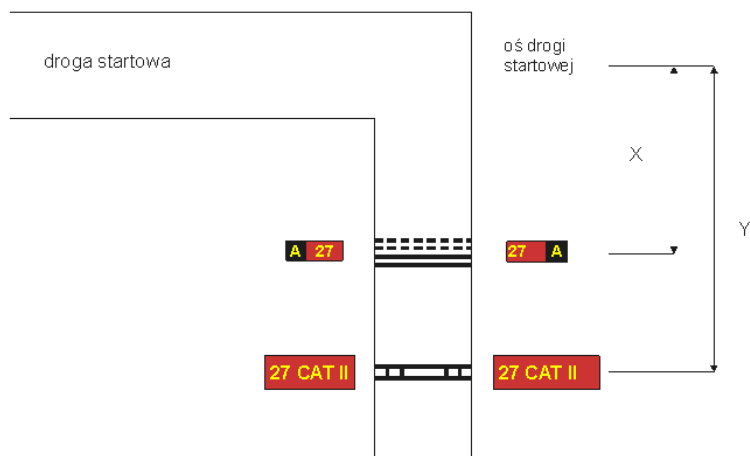 droga startowa
oś drogi
startowej
X
Y
A 27
27 A
27 CAT II
27 CAT II